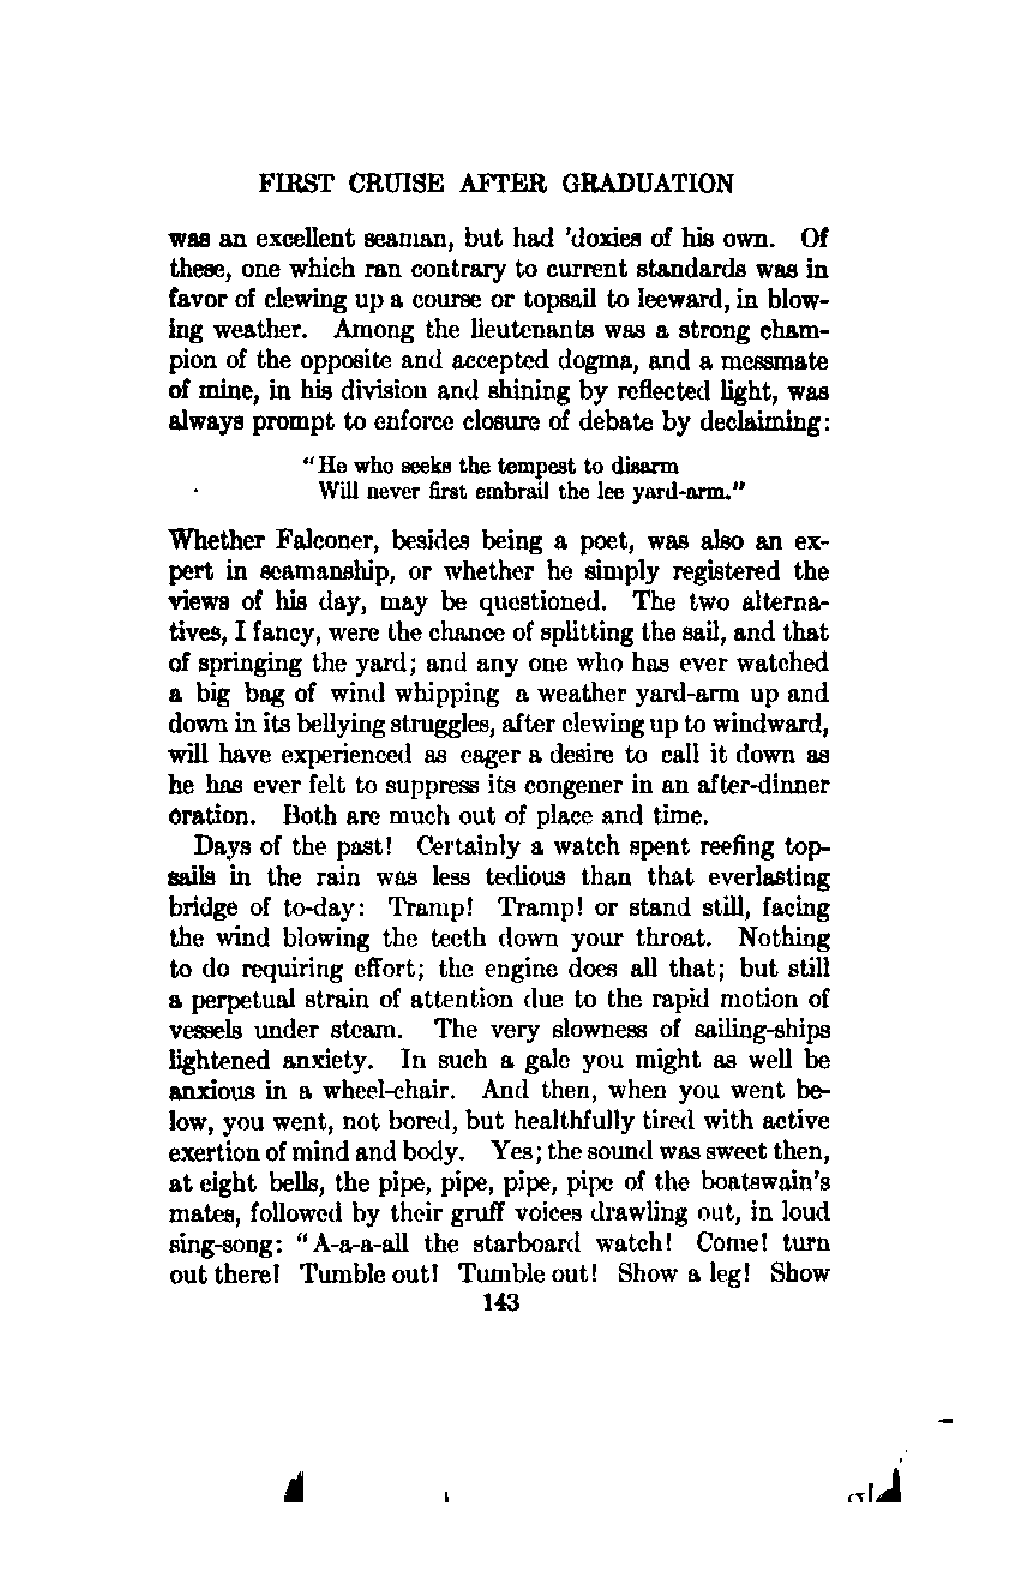 FIRST CRUISE AFTER GRADUATION
was an excellent seaman, but had 'doxies of his own. Of
these, one which ran contrary to current standards was in
favor of clewing up a course or topsail to leeward, in blow-
ing weather. Among the lieutenants was a strong cham-
pion of the opposite and accepted dogma, and a messmate
of mine, in his division and shining by reflected light, was
always prompt to enforce closure of debate by declaiming:
"He who seeks the tempest to disarm
Will never first embrail the lee yard-arm."
Whether Falconer, besides being a poet, was also an ex-
pert in seamanship, or whether he simply registered the
views of his day, may be questioned. The two alterna-
tives, I fancy, were the chance of splitting the sail, and that
of springing the yard; and any one who has ever watched
a big bag of wind whipping a weather yard-arm up and
down in its bellying struggles, after clewing up to windward,
will have experienced as eager a desire to call it down as
he has ever felt to suppress its congener in an after-dinner
oration. Both are much out of place and time.
Days of the past! Certainly a watch spent reefing top-
sails in the rain was less tedious than that everlasting
bridge of to-day: Tramp! Tramp! or stand still, facing
the wind blowing the teeth down your throat. Nothing
to do requiring effort; the engine does all that; but still
a perpetual strain of attention due to the rapid motion of
vessels under steam. The very slowness of sailing-ships
lightened anxiety. In such a gale you might as well be
anxious in a wheel-chair. And then, when you went be-
low, you went, not bored, but healthfully tired with active
exertion of mind and body. Yes; the sound was sweet then,
at eight bells, the pipe, pipe, pipe, pipe of the boatswain's
mates, followed by their gruff voices drawling out, in loud
sing-song: "A-a-a-all the starboard watch! Come! turn
out there! Tumble out! Tumble out! Show a leg! Show
143